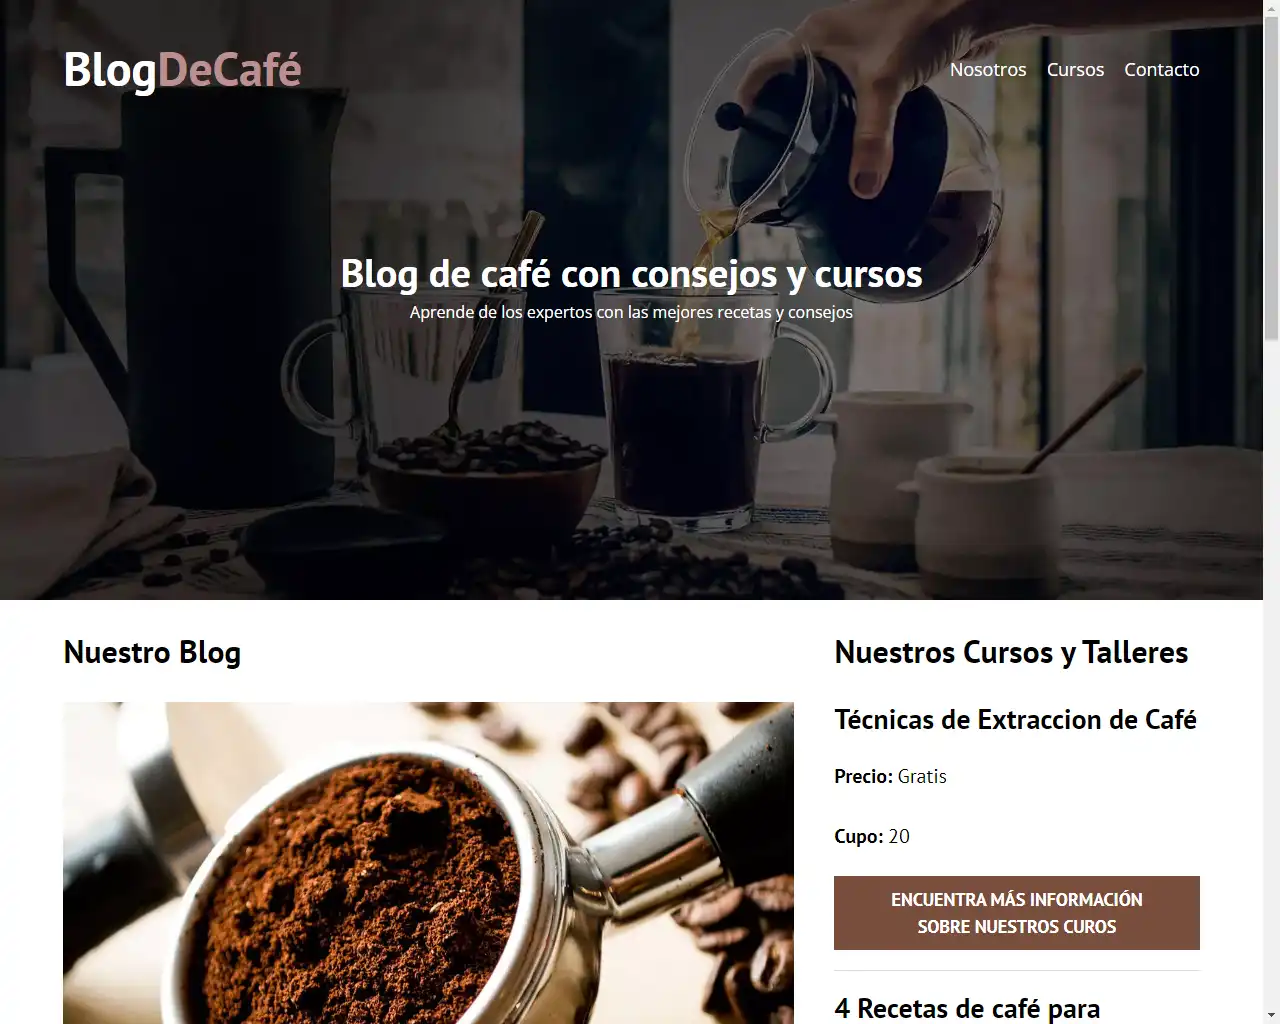 BlogDeCafé
Nosotros Cursos Contacto
Blog de café con consejos y cursos
Aprende de los expertos con las mejores recetas y consejos
Nuestro Blog
Nuestros Cursos y Talleres
Técnicas de Extraccion de Café
Precio: Gratis
Cupo: 20
ENCUENTRA MÁS INFORMACIÓN
SOBRE NUESTROS CUROS
4 Recetas de café para